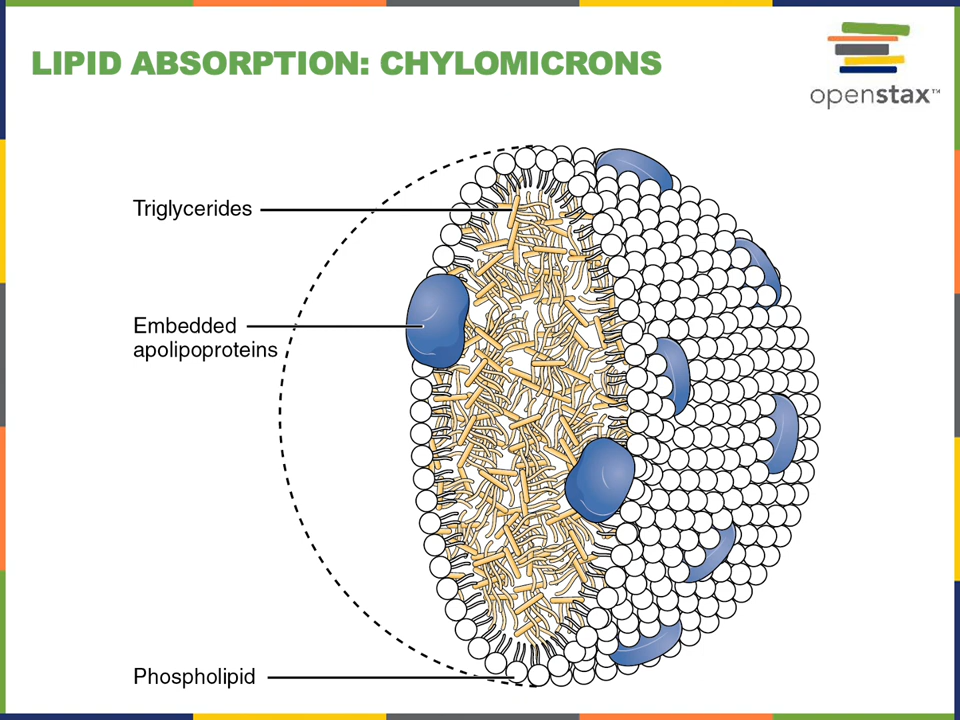 LIPID ABSORPTION: CHYLOMICRONS
openstax™
Triglycerides
Embedded
apolipoproteins
Phospholipid